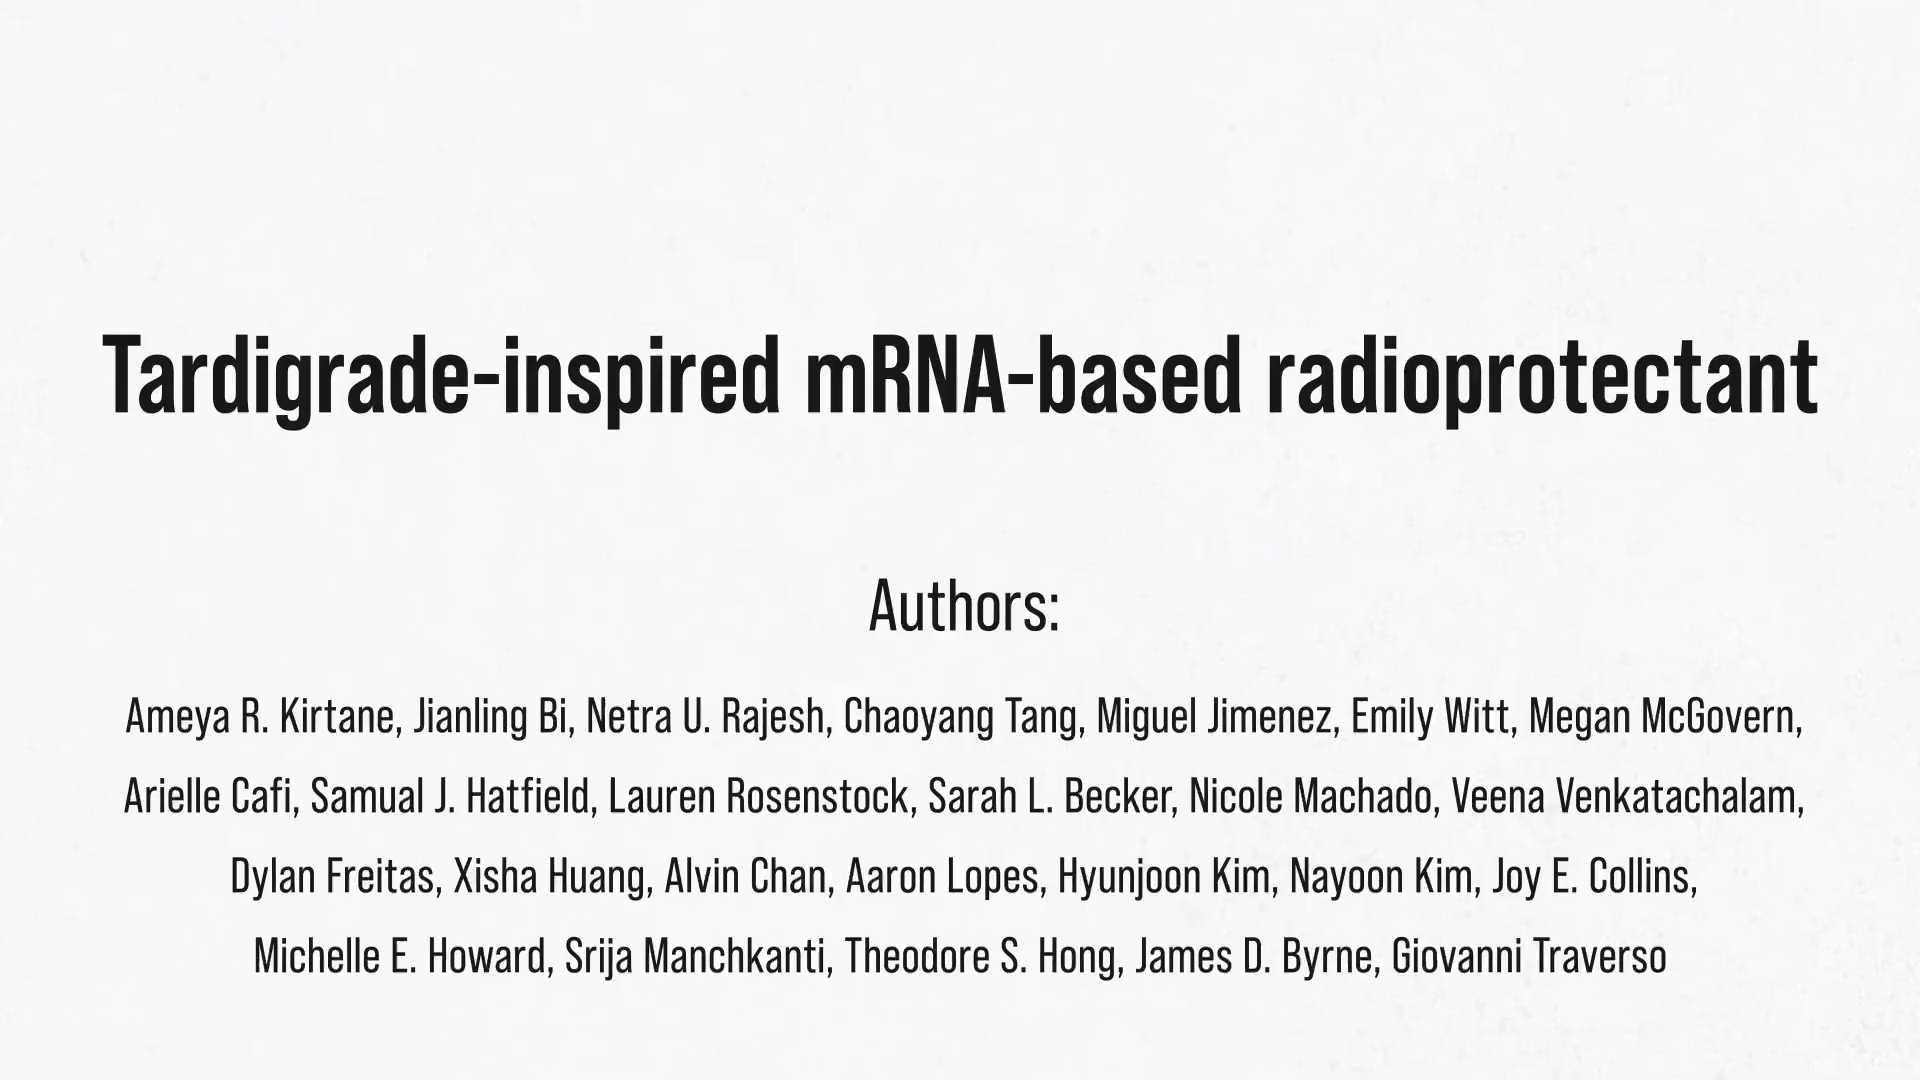 Tardigrade-inspired mRNA-based radioprotectant
Authors:
Ameya R. Kirtane, Jianling Bi, Netra U. Rajesh, Chaoyang Tang, Miguel Jimenez, Emily Witt, Megan McGovern,
Arielle Cafi, Samual J. Hatfield, Lauren Rosenstock, Sarah L. Becker, Nicole Machado, Veena Venkatachalam,
Dylan Freitas, Xisha Huang, Alvin Chan, Aaron Lopes, Hyunjoon Kim, Nayoon Kim, Joy E. Collins,
Michelle E. Howard, Srija Manchkanti, Theodore S. Hong, James D. Byrne, Giovanni Traverso